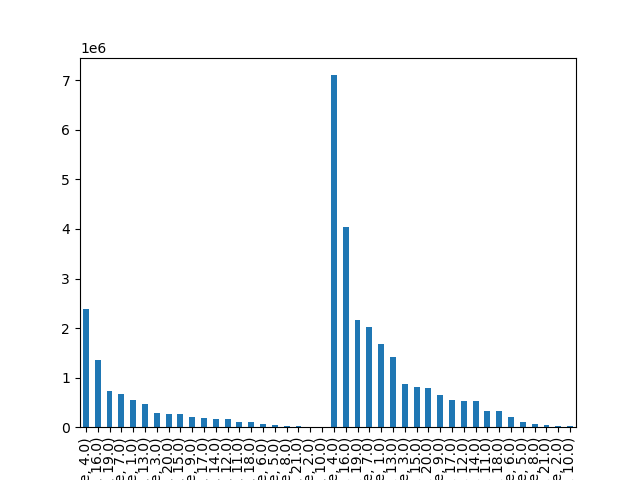 1e6
7
6
5
4
3
2
1
0
e, 4.0)
, 16.0)
, 19.0)
e, 7.0)
e, 1.0)
, 13.0)
e, 3.0)
, 20.0)
, 15.0)
e, 9.0)
, 17.0)
, 14.0)
, 12.0)
, 11.0)
, 18.0)
e, 6.0)
e, 5.0)
e, 8.0)
, 21.0)
e, 2.0)
, 10.0)
e, 4.0)
, 16.0)
, 19.0)
e, 7.0)
e, 1.0)
, 13.0)
e, 3.0)
, 15.0)
, 20.0)
e, 9.0)
, 17.0)
, 12.0)
, 14.0)
, 11.0)
, 18.0)
e, 6.0)
e, 5.0)
e, 8.0)
, 21.0)
e, 2.0)
, 10.0)